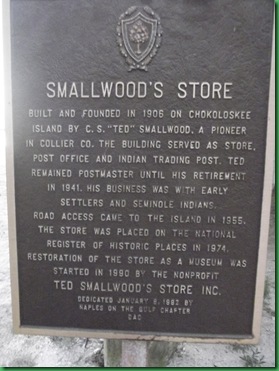 SMALLWOOD'S STORE
BUILT AND FOUNDED IN 1906 ON CHOKOLOSKEE
ISLAND BY C.S. "TED" SMALLWOOD, A PIONEER
IN COLLIER CO. THE BUILDING SERVED AS STORE,
POST OFFICE AND INDIAN TRADING POST. TED
REMAINED POSTMASTER UNTIL HIS RETIREMENT
IN 1941. HIS BUSINESS WAS WITH EARLY
SETTLERS AND SEMINOLE INDIANS.
ROAD ACCESS CAME TO THE ISLAND IN 1955.
THE STORE WAS PLACED ON THE NATIONAL
REGISTER OF HISTORIC PLACES IN 1974.
RESTORATION OF THE STORE AS A MUSEUM WAS
STARTED IN 1990 BY THE NONPROFIT
TED SMALLWOOD'S STORE INC.
DEDICATED JANUARY 1992 BY
NAPLES ON THE GULF CHAPTER